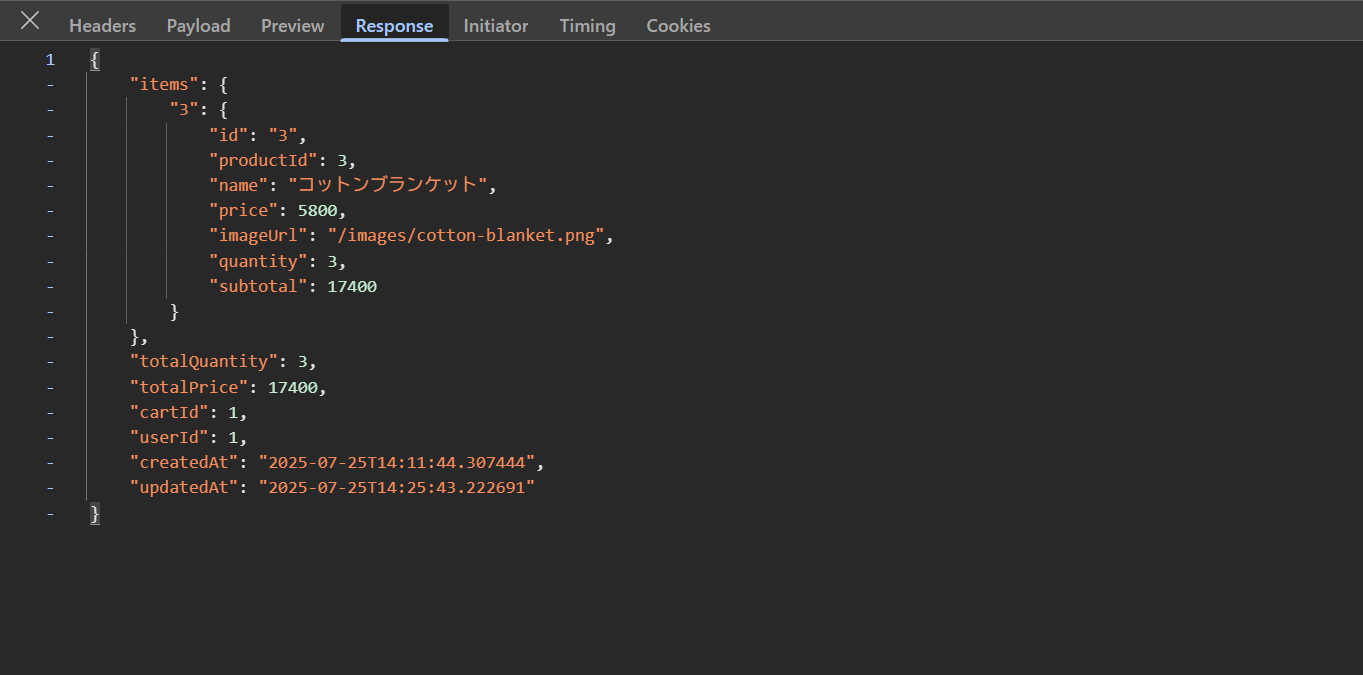 Headers Payload Preview Response Initiator Timing Cookies
1 {
- "items": {
- "3": {
- "id": "3",
- "productId": 3,
- "name": "コットンブランケット",
- "price": 5800,
- "imageUrl": "/images/cotton-blanket.png",
- "quantity": 3,
- "subtotal": 17400
- }
- },
- "totalQuantity": 3,
- "totalPrice": 17400,
- "cartId": 1,
- "userId": 1,
- "createdAt": "2025-07-25T14:11:44.307444",
- "updatedAt": "2025-07-25T14:25:43.222691"
- }